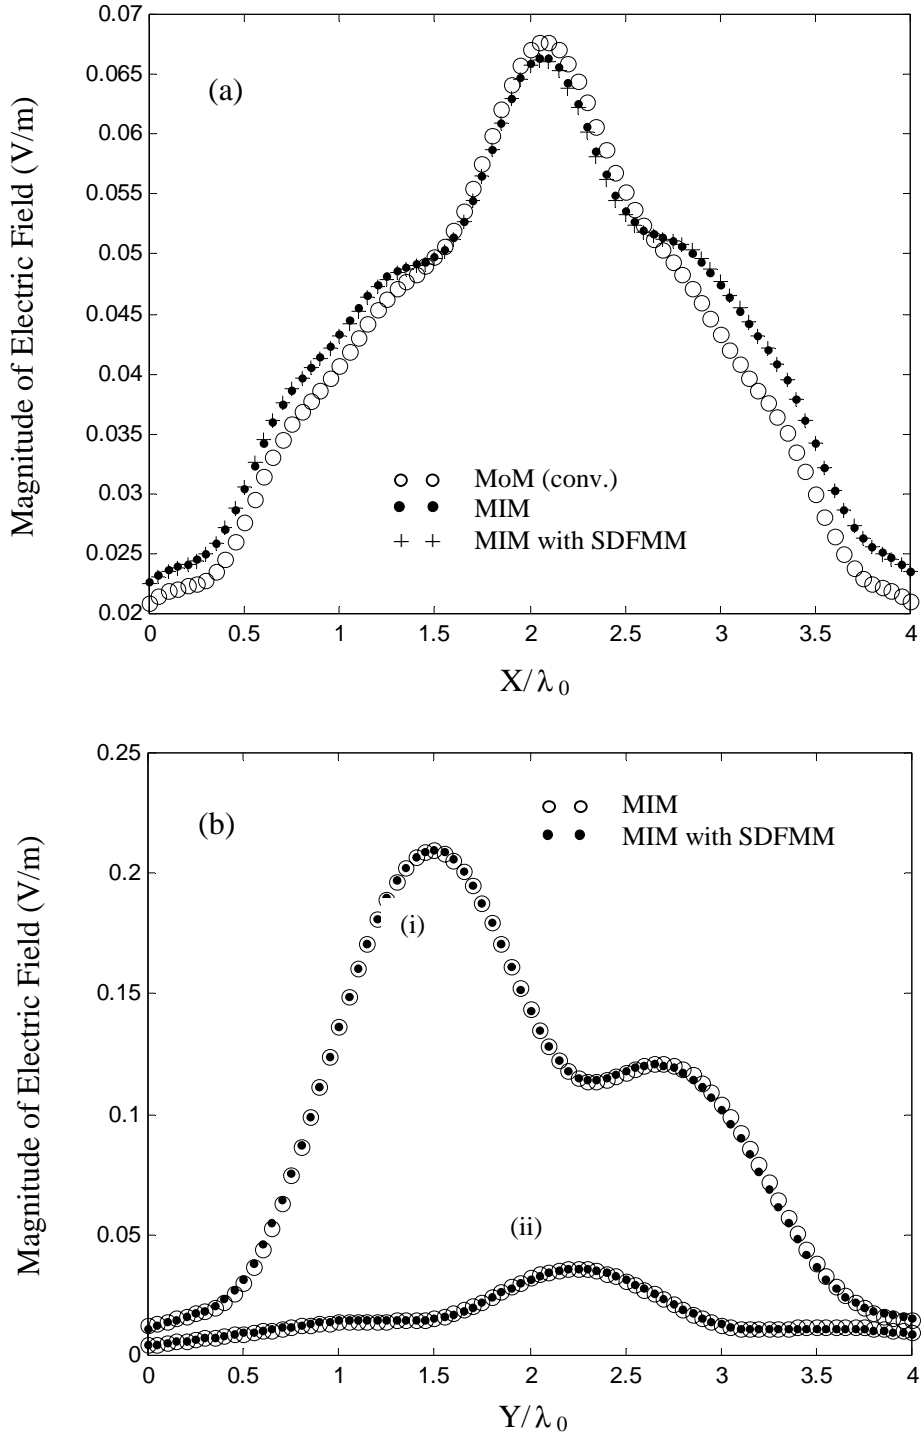 0.07
0.065
(a)
0.06
0.055
0.05
0.045
0.04
0.035
0.03
0.025
0.02
Magnitude of Electric Field (V/m)
MoM (conv.)
MIM
MIM with SDFMM
0 0.5 1 1.5 2 2.5 3 3.5 4
X/λ0
0.25
(b)
MIM
MIM with SDFMM
0.2
(i)
0.15
0.1
0.05
(ii)
0
Magnitude of Electric Field (V/m)
0 0.5 1 1.5 2 2.5 3 3.5 4
Y/λ0